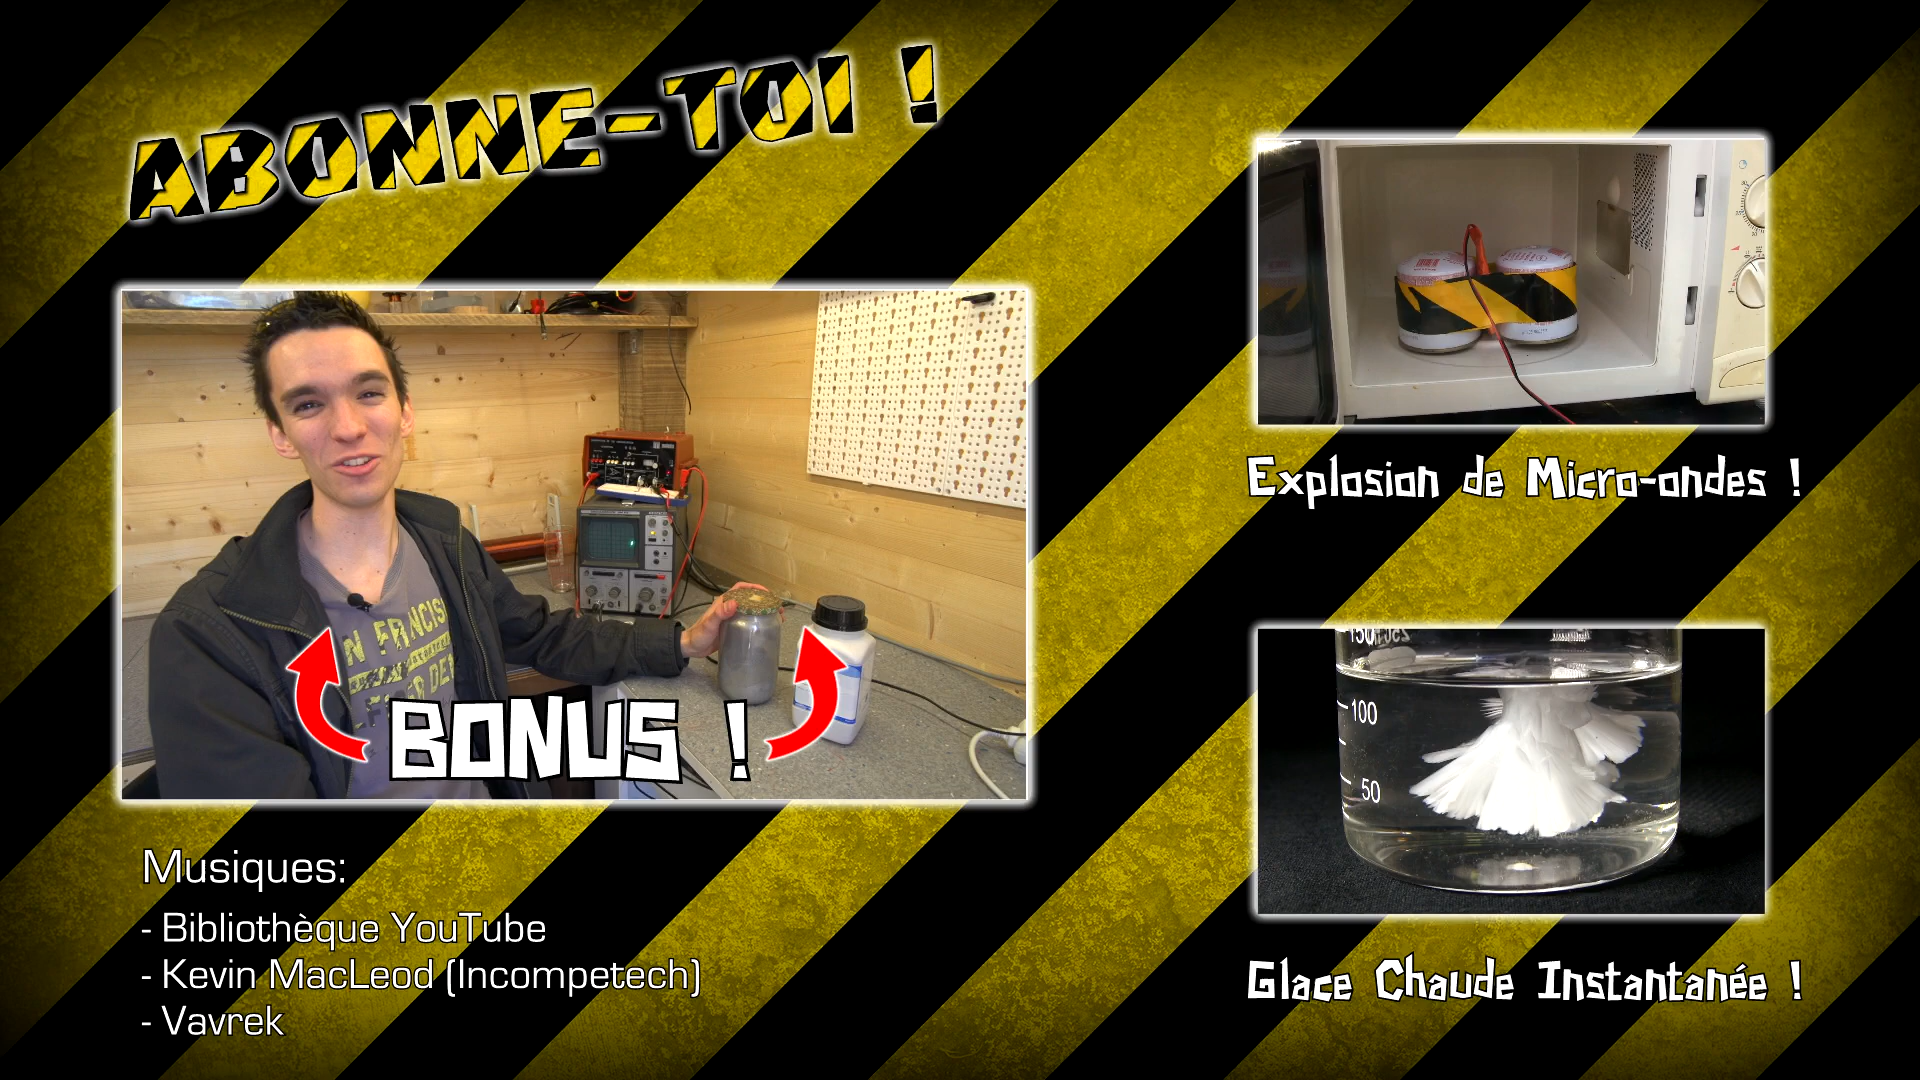 ABONNE-TOI !
BONUS !
Musiques:
- Bibliothèque YouTube
- Kevin MacLeod (Incompetech)
- Vavrek
Explosion de Micro-ondes !
100
50
Glace Chaude Instantanée !